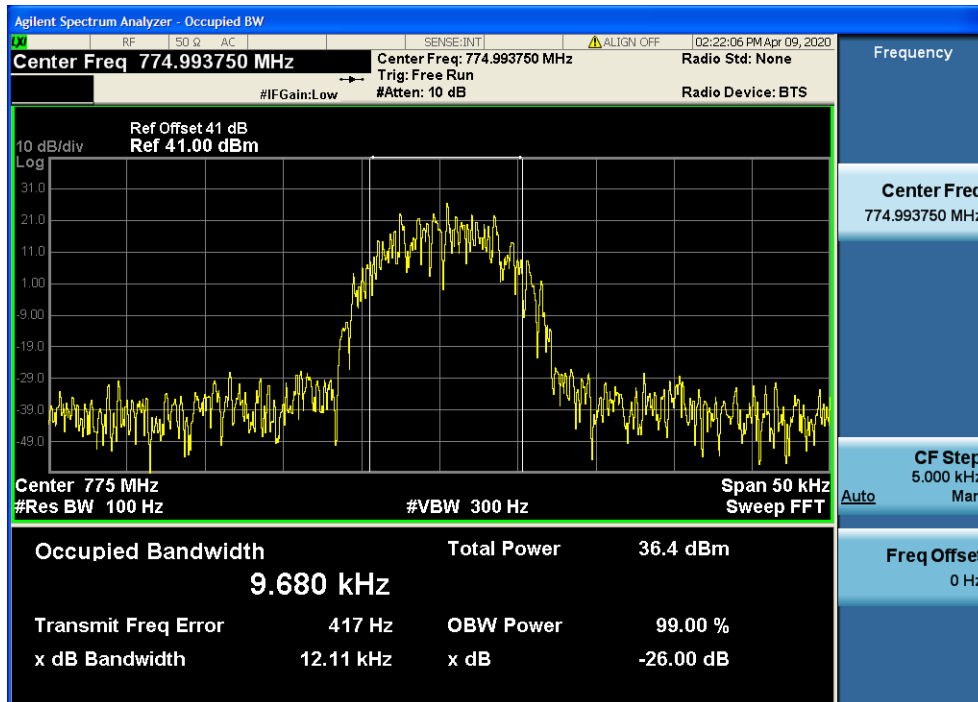 Agilent Spectrum Analyzer - Occupied BW
LXI RF 50 Ω AC SENSE:INT ALIGN OFF 02:22:06 PM Apr 09, 2020
Center Freq 774.993750 MHz
Center Freq: 774.993750 MHz
Radio Std: None
Trig: Free Run
#IFGain:Low
#Atten: 10 dB
Radio Device: BTS
Frequency
Ref Offset 41 dB
10 dB/div
Ref 41.00 dBm
Log
31.0
21.0
11.0
1.00
-9.00
-19.0
-29.0
-39.0
-49.0
Center 775 MHz
Span 50 kHz
#Res BW 100 Hz
#VBW 300 Hz
Sweep FFT
Center Freq
774.993750 MHz
CF Step
5.000 kHz
Auto Man
Freq Offset
0 Hz
Occupied Bandwidth
Total Power 36.4 dBm
9.680 kHz
Transmit Freq Error 417 Hz
OBW Power 99.00 %
x dB Bandwidth 12.11 kHz
x dB -26.00 dB